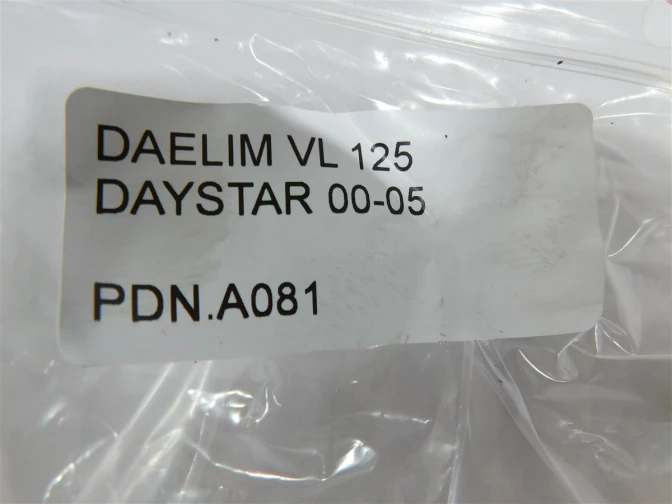 DAELIM VL 125
DAYSTAR 00-05
PDN.A081